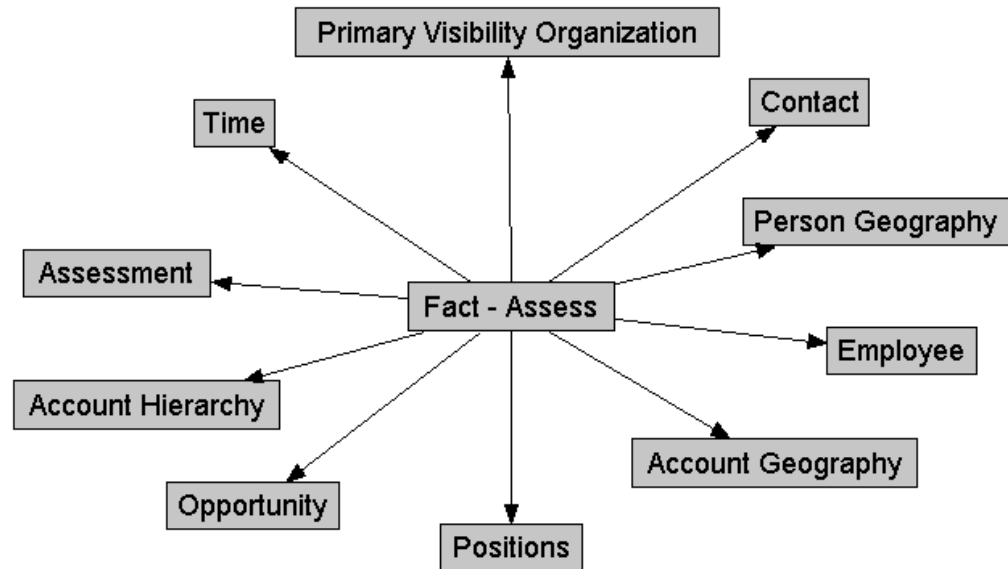 Primary Visibility Organization
Contact
Time
Person Geography
Assessment
Fact - Assess
Employee
Account Hierarchy
Account Geography
Opportunity
Positions